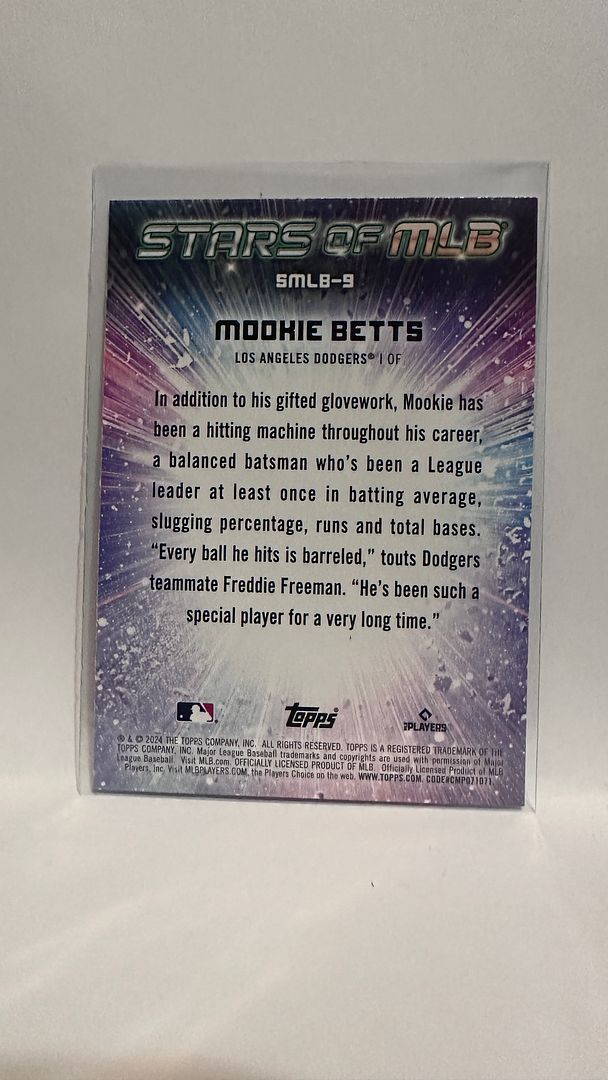 STARS OF MLB®
SMLB-9
MOOKIE BETTS
LOS ANGELES DODGERS® | OF
In addition to his gifted glovework, Mookie has
been a hitting machine throughout his career,
a balanced batsman who's been a League
leader at least once in batting average,
slugging percentage, runs and total bases.
“Every ball he hits is barreled,” touts Dodgers
teammate Freddie Freeman. “He's been such a
special player for a very long time.”
topps® PLAYERS
® & © 2024 THE TOPPS COMPANY, INC. ALL RIGHTS RESERVED. TOPPS IS A REGISTERED TRADEMARK OF THE
TOPPS COMPANY, INC. Major League Baseball trademarks and copyrights are used with permission of Major
League Baseball. Visit MLB.com. OFFICIALLY LICENSED PRODUCT OF MLB. Officially Licensed Product of MLB
Players, Inc. Visit MLBPLAYERS.COM, the Players Choice on the web. WWW.TOPPS.COM. CODE#CMP071071